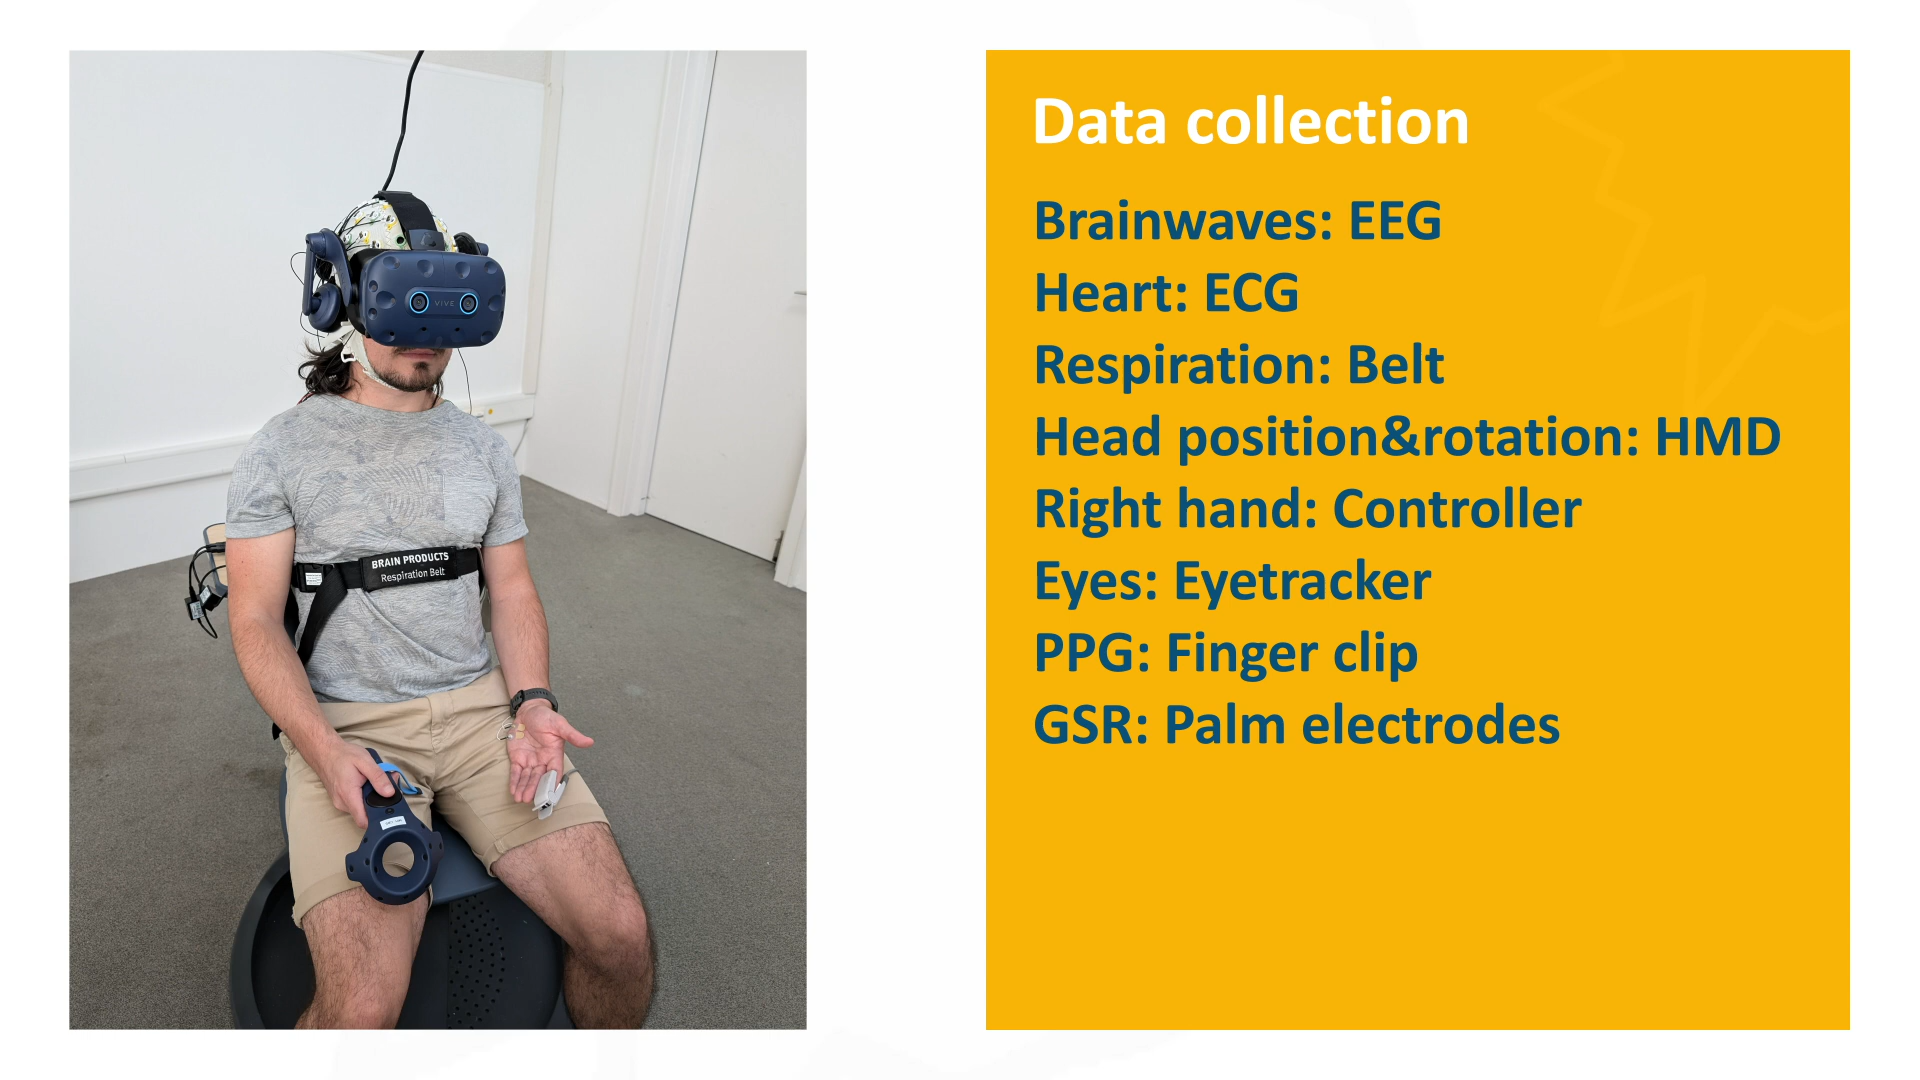 Data collection
Brainwaves: EEG
Heart: ECG
Respiration: Belt
Head position&rotation: HMD
Right hand: Controller
Eyes: Eyetracker
PPG: Finger clip
GSR: Palm electrodes
VIVE
BRAIN PRODUCTS
Respiration Belt